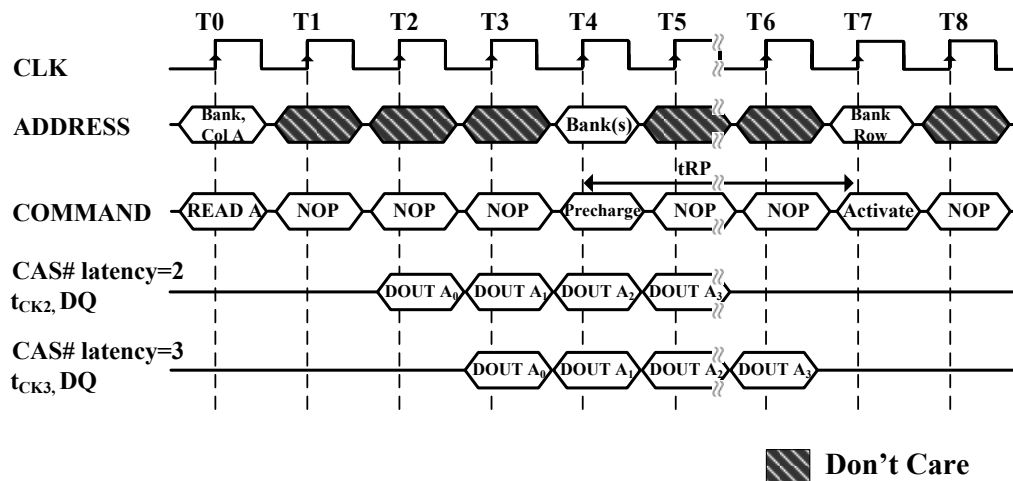 T0 T1 T2 T3 T4 T5 T6 T7 T8
CLK
ADDRESS Bank, Col A Bank(s) Bank Row
tRP
COMMAND READ A NOP NOP NOP Precharge NOP NOP Activate NOP
CAS# latency=2
tCK2, DQ DOUT A0 DOUT A1 DOUT A2 DOUT A3
CAS# latency=3
tCK3, DQ DOUT A0 DOUT A1 DOUT A2 DOUT A3
Don't Care